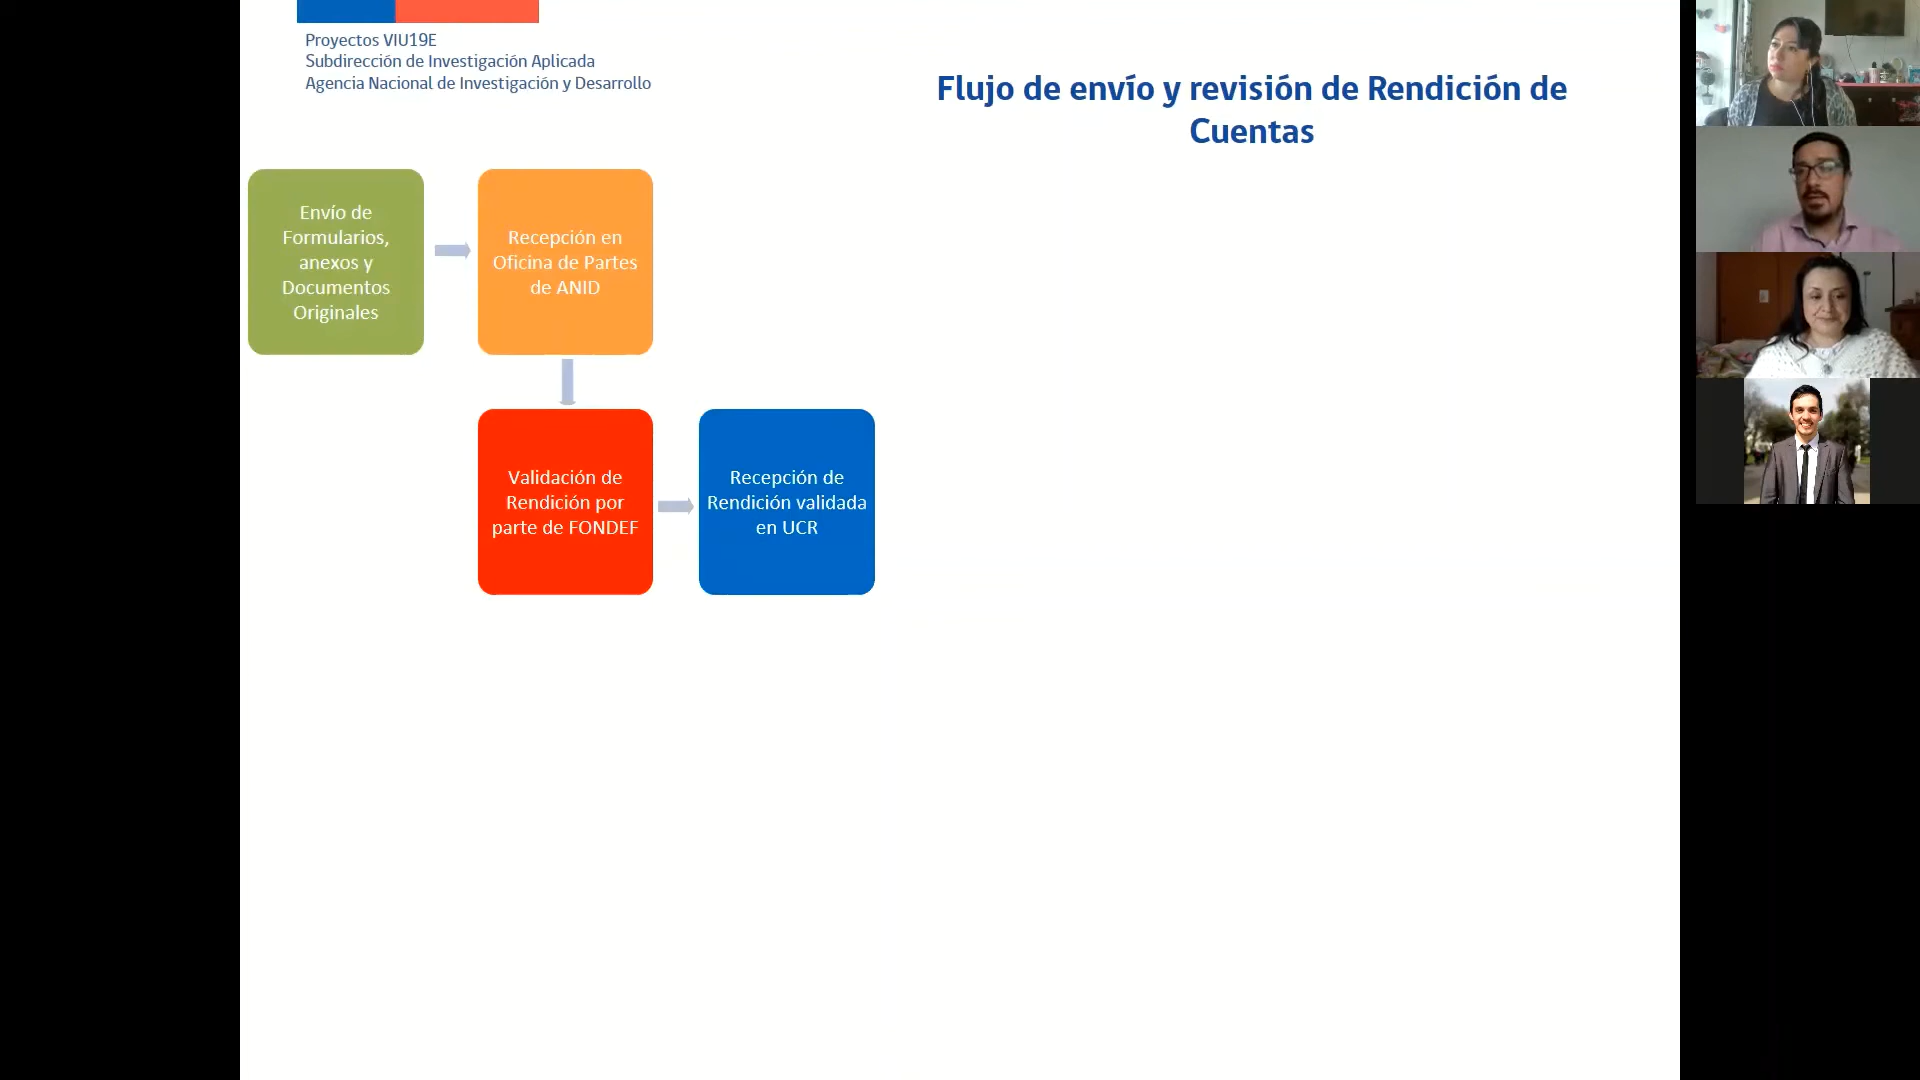 Proyectos VIU19E
Subdirección de Investigación Aplicada
Agencia Nacional de Investigación y Desarrollo
Flujo de envío y revisión de Rendición de
Cuentas
Envío de
Formularios,
anexos y
Documentos
Originales
Recepción en
Oficina de Partes
de ANID
Validación de
Rendición por
parte de FONDEF
Recepción de
Rendición validada
en UCR